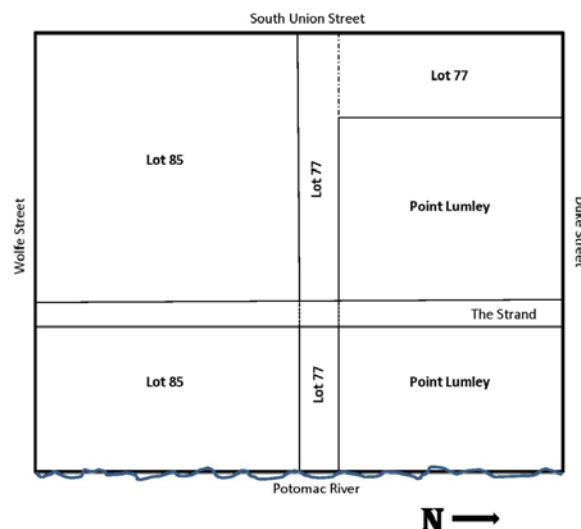 South Union Street
Lot 77
Lot 85
Lot 77
Point Lumley
Wolfe Street
Duke Street
The Strand
Lot 85
Lot 77
Point Lumley
Potomac River
N